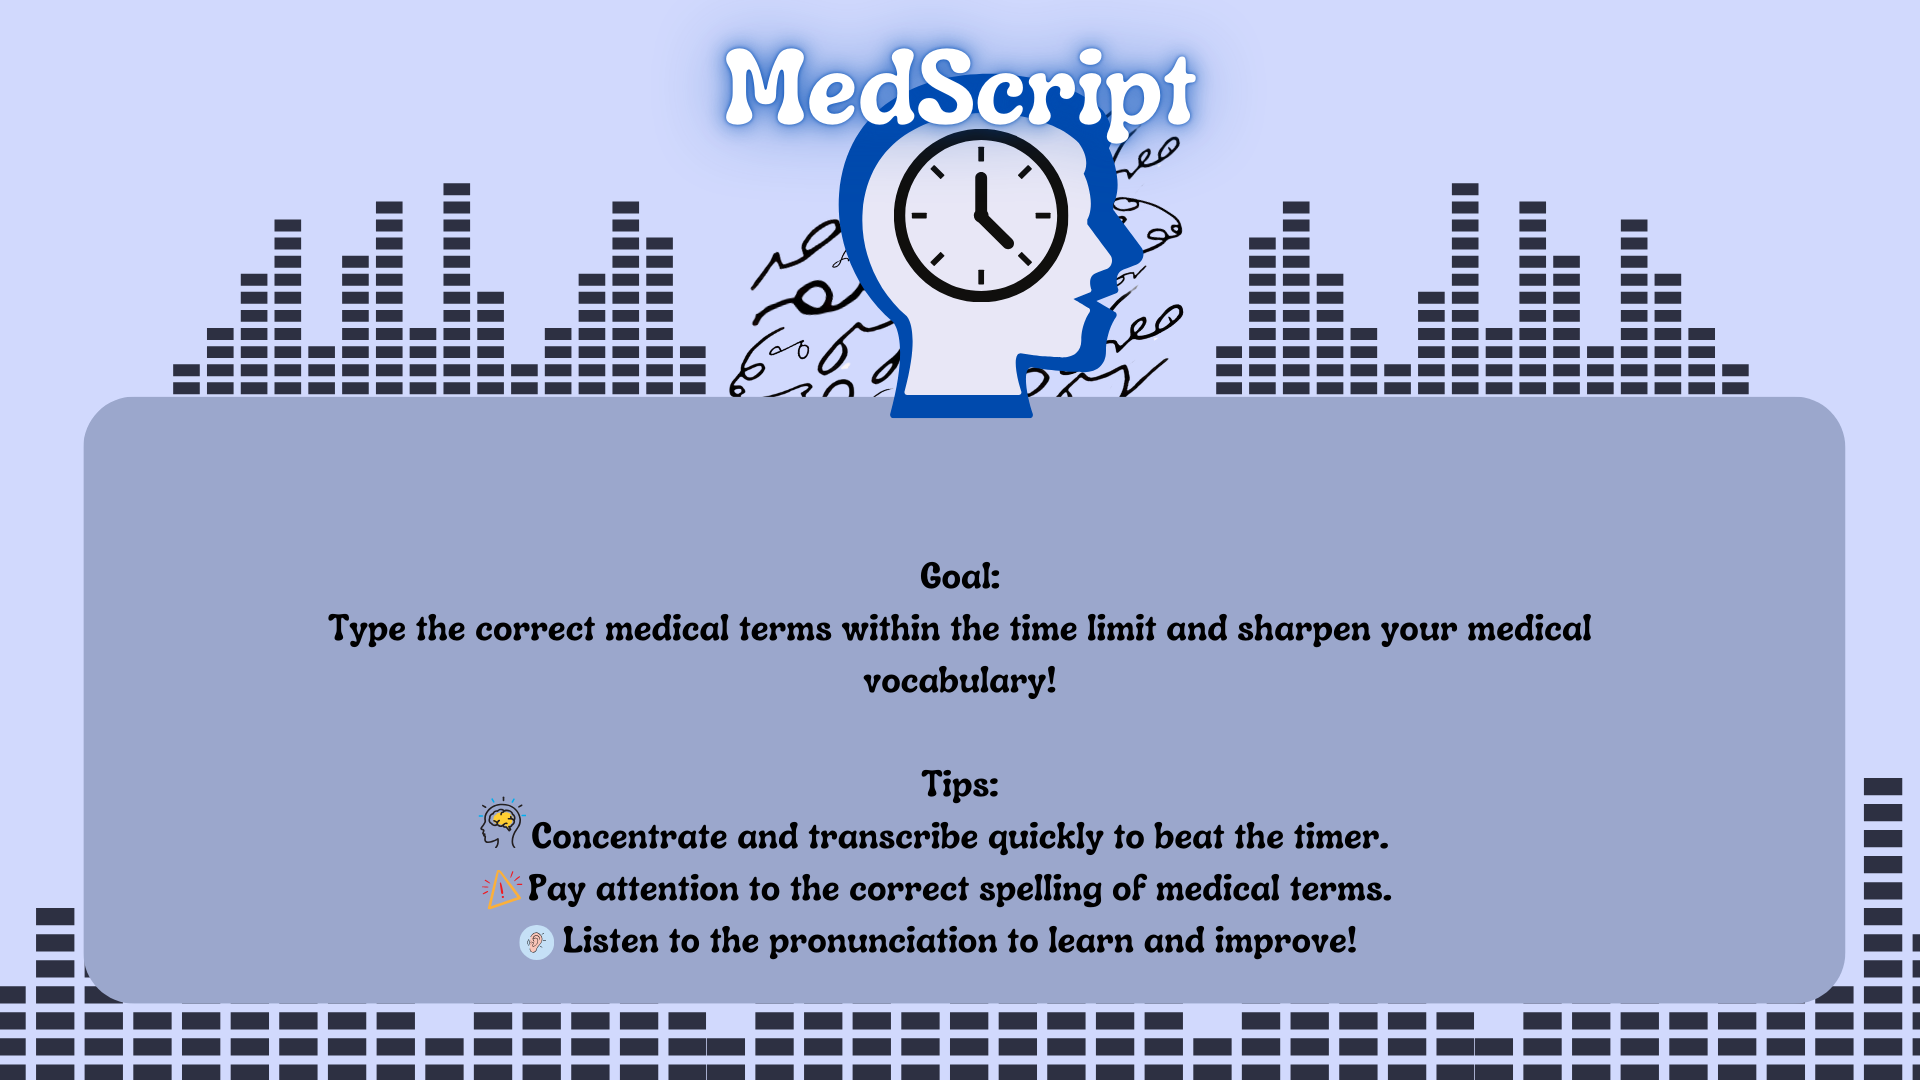 MedScript
Goal:
Type the correct medical terms within the time limit and sharpen your medical
vocabulary!
Tips:
Concentrate and transcribe quickly to beat the timer.
Pay attention to the correct spelling of medical terms.
Listen to the pronunciation to learn and improve!